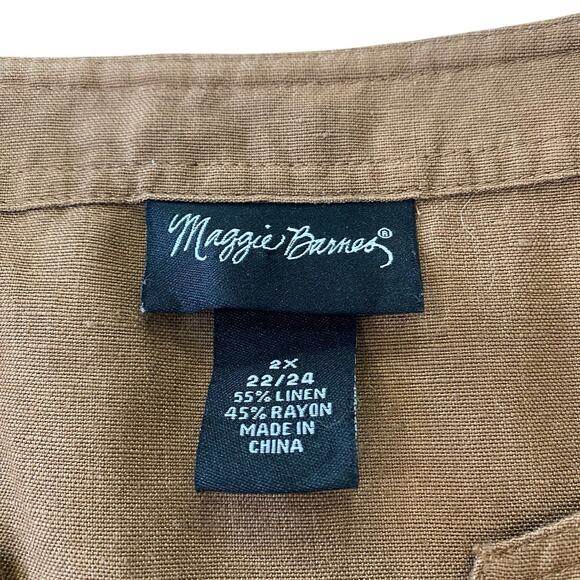 Maggie Barnes®
2X
22/24
55% LINEN
45% RAYON
MADE IN
CHINA